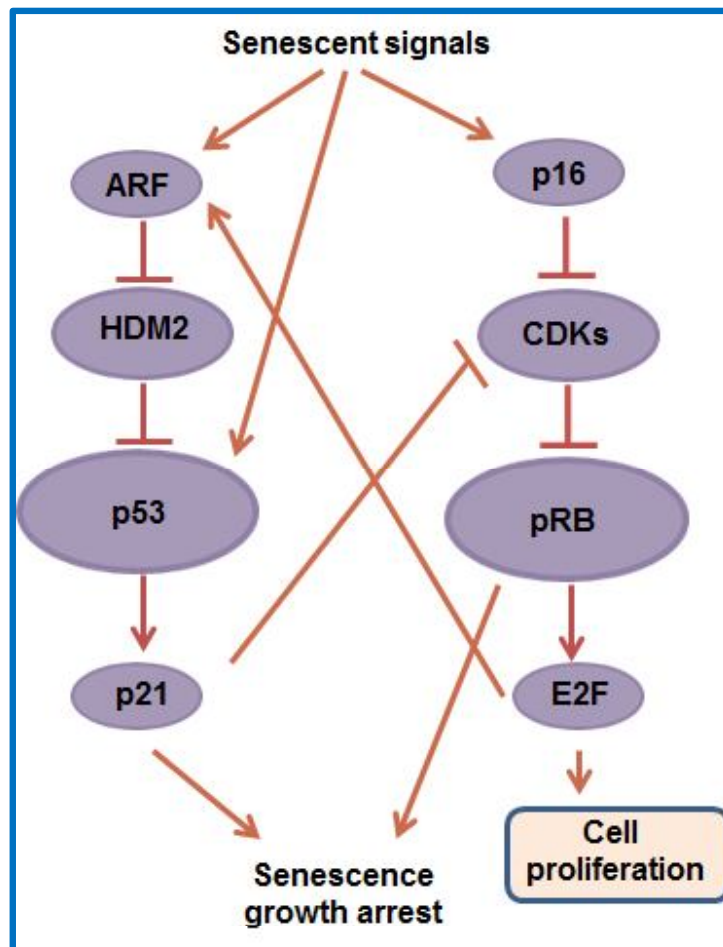 Senescent signals
ARF
p16
HDM2
CDKs
p53
pRB
p21
E2F
Cell
proliferation
Senescence
growth arrest